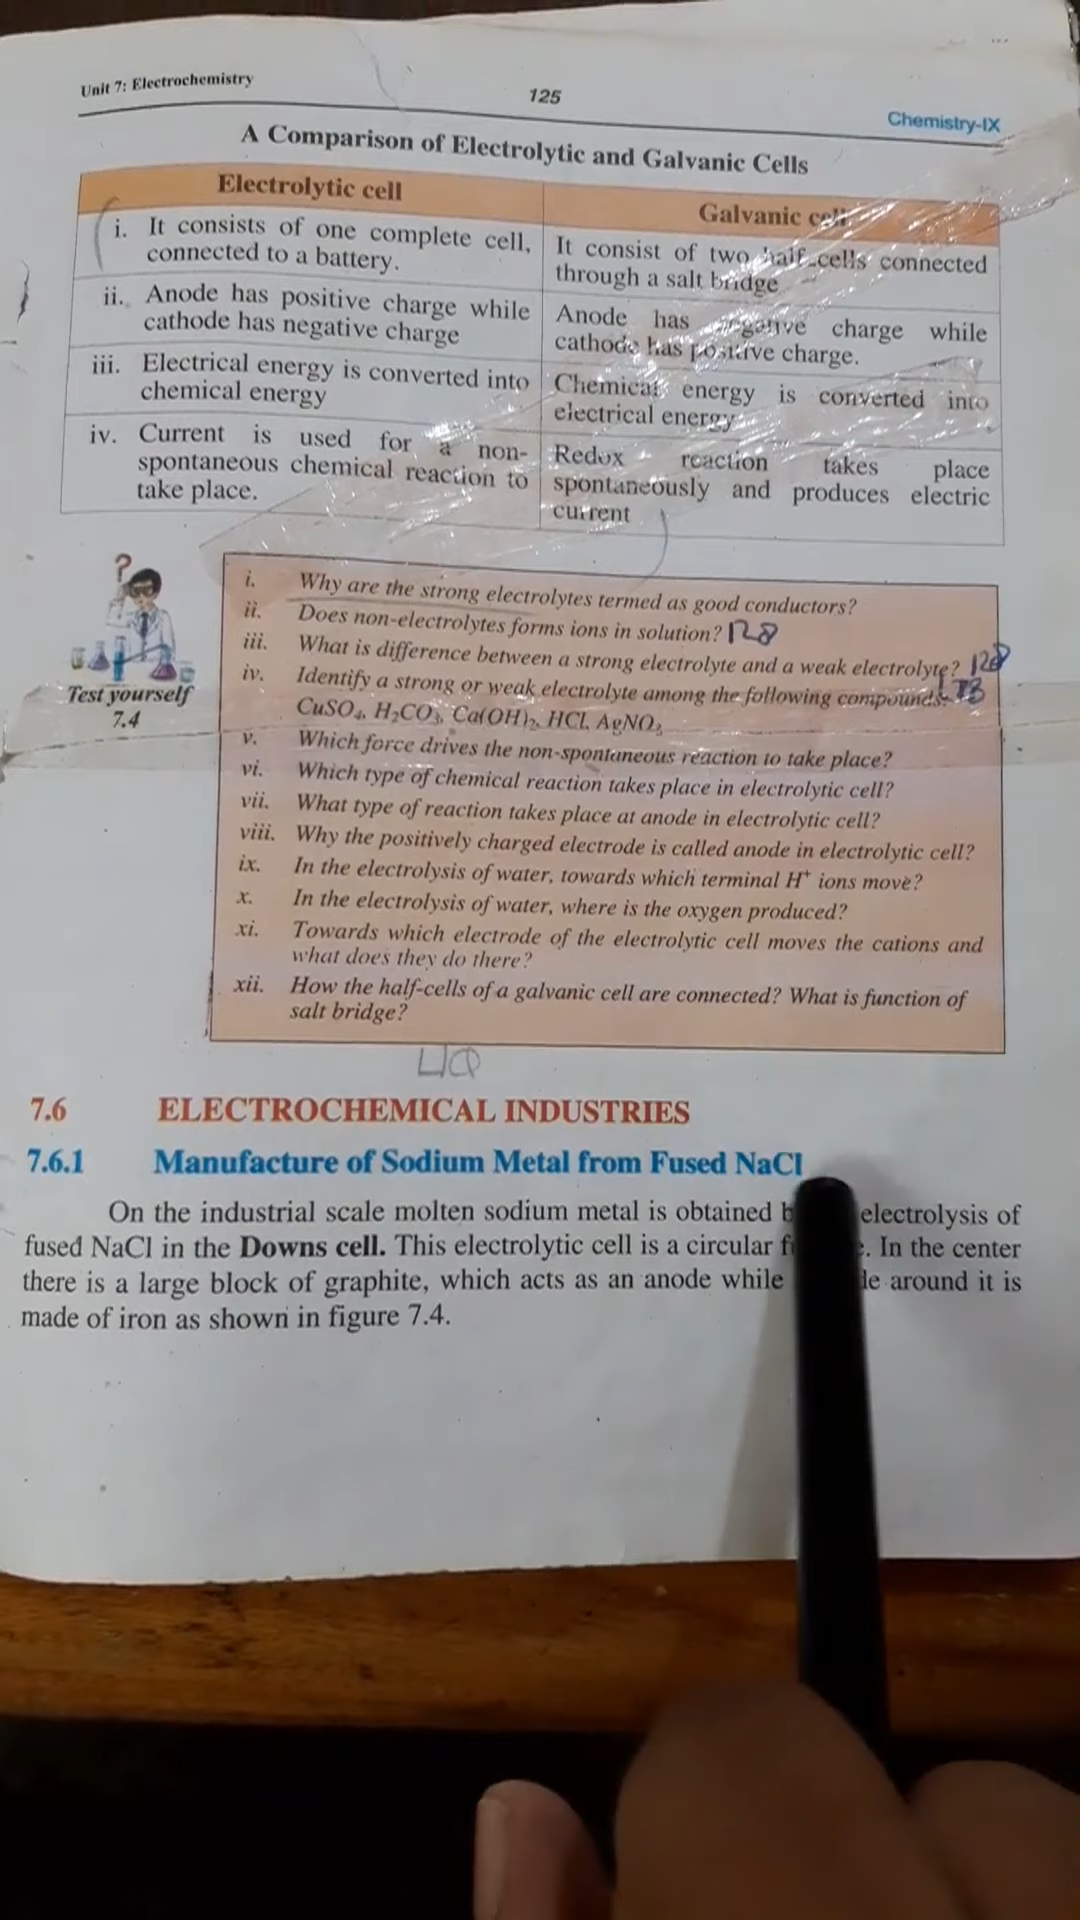 Unit 7: Electrochemistry
125
Chemistry-IX
A Comparison of Electrolytic and Galvanic Cells
Electrolytic cell
i. It consists of one complete cell,
connected to a battery.
ii. Anode has positive charge while
cathode has negative charge
iii. Electrical energy is converted into
chemical energy
iv. Current is used for a non-
spontaneous chemical reaction to
take place.
Galvanic cell
It consist of two half-cells connected
through a salt bridge
Anode has negative charge while
cathode has positive charge.
Chemical energy is converted into
electrical energy
Redox reaction takes place
spontaneously and produces electric
current
?
Test yourself
7.4
i. Why are the strong electrolytes termed as good conductors?
ii. Does non-electrolytes forms ions in solution? 128
iii. What is difference between a strong electrolyte and a weak electrolyte? 128
iv. Identify a strong or weak electrolyte among the following compounds:
CuSO₄, H₂CO₃, Ca(OH)₂, HCl, AgNO₃
v. Which force drives the non-spontaneous reaction to take place?
vi. Which type of chemical reaction takes place in electrolytic cell?
vii. What type of reaction takes place at anode in electrolytic cell?
viii. Why the positively charged electrode is called anode in electrolytic cell?
ix. In the electrolysis of water, towards which terminal H⁺ ions move?
x. In the electrolysis of water, where is the oxygen produced?
xi. Towards which electrode of the electrolytic cell moves the cations and
what does they do there?
xii. How the half-cells of a galvanic cell are connected? What is function of
salt bridge?
7.6 ELECTROCHEMICAL INDUSTRIES
7.6.1 Manufacture of Sodium Metal from Fused NaCl
On the industrial scale molten sodium metal is obtained electrolysis of
fused NaCl in the Downs cell. This electrolytic cell is a circular In the center
there is a large block of graphite, which acts as an anode while around it is
made of iron as shown in figure 7.4.